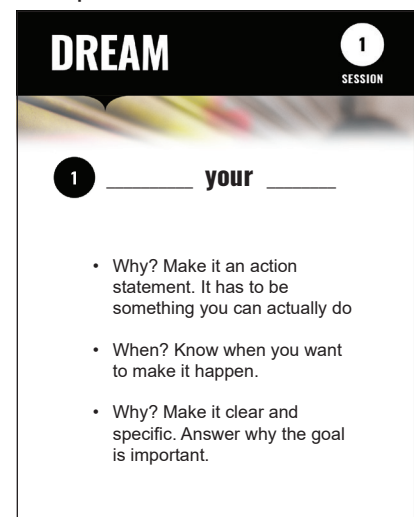 DREAM
1
SESSION
1 ________ your ______
• Why? Make it an action
statement. It has to be
something you can actually do
• When? Know when you want
to make it happen.
• Why? Make it clear and
specific. Answer why the goal
is important.